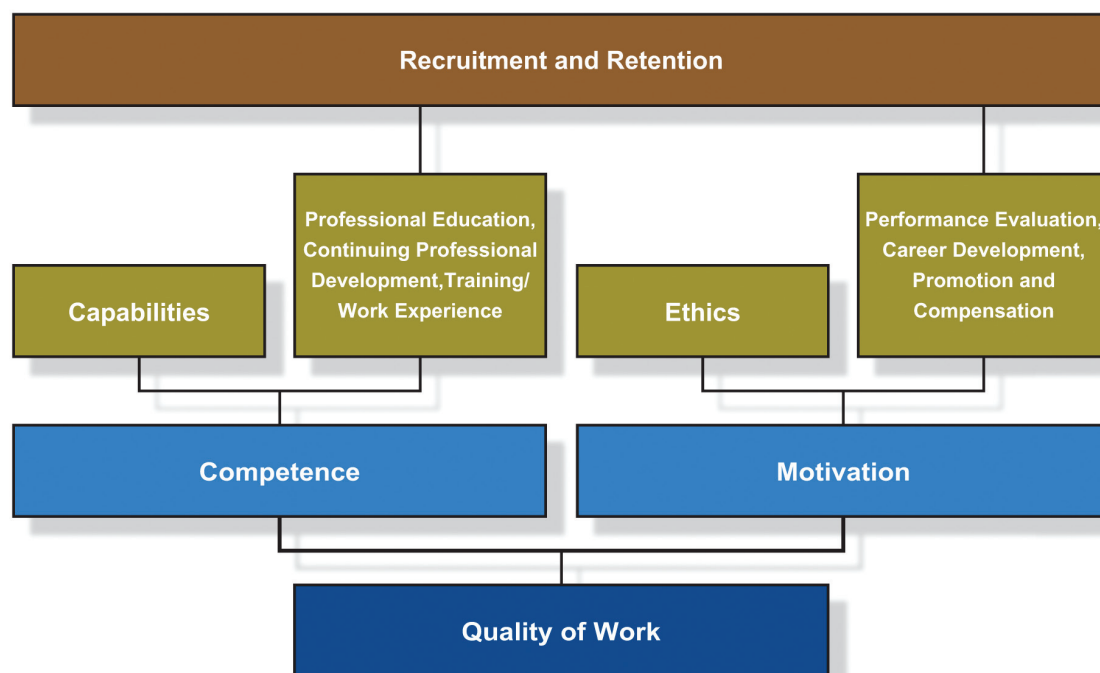 Recruitment and Retention
Professional Education,
Continuing Professional
Development,Training/
Work Experience
Performance Evaluation,
Career Development,
Promotion and
Compensation
Capabilities
Ethics
Competence
Motivation
Quality of Work